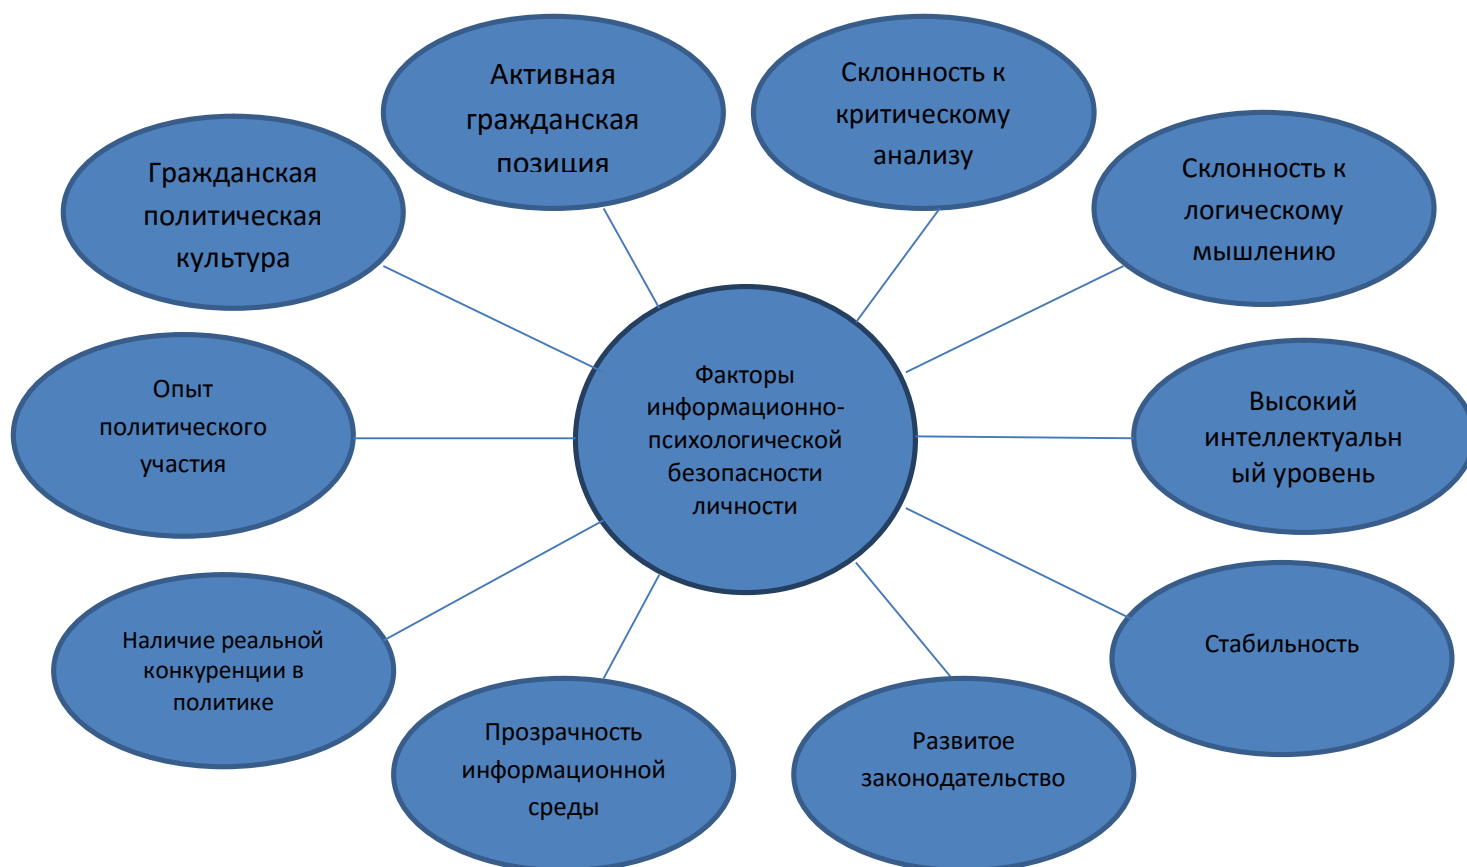 Активная
гражданская
позиция
Склонность к
критическому
анализу
Гражданская
политическая
культура
Склонность к
логическому
мышлению
Опыт
политического
участия
Факторы
информационно-
психологической
безопасности
личности
Высокий
интеллектуальн
ый уровень
Наличие реальной
конкуренции в
политике
Стабильность
Прозрачность
информационной
среды
Развитое
законодательство